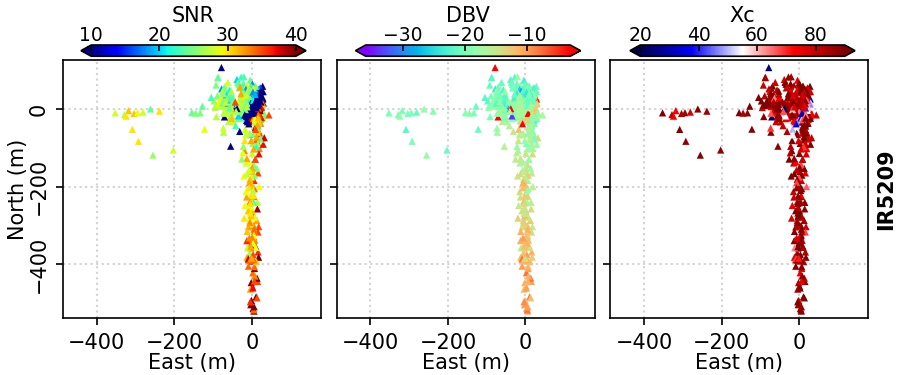 SNR DBV Xc
10 20 30 40 −30 −20 −10 20 40 60 80
North (m)
0
−200
−400
−400 −200 0 −400 −200 0 −400 −200 0
East (m) East (m) East (m)
IR5209